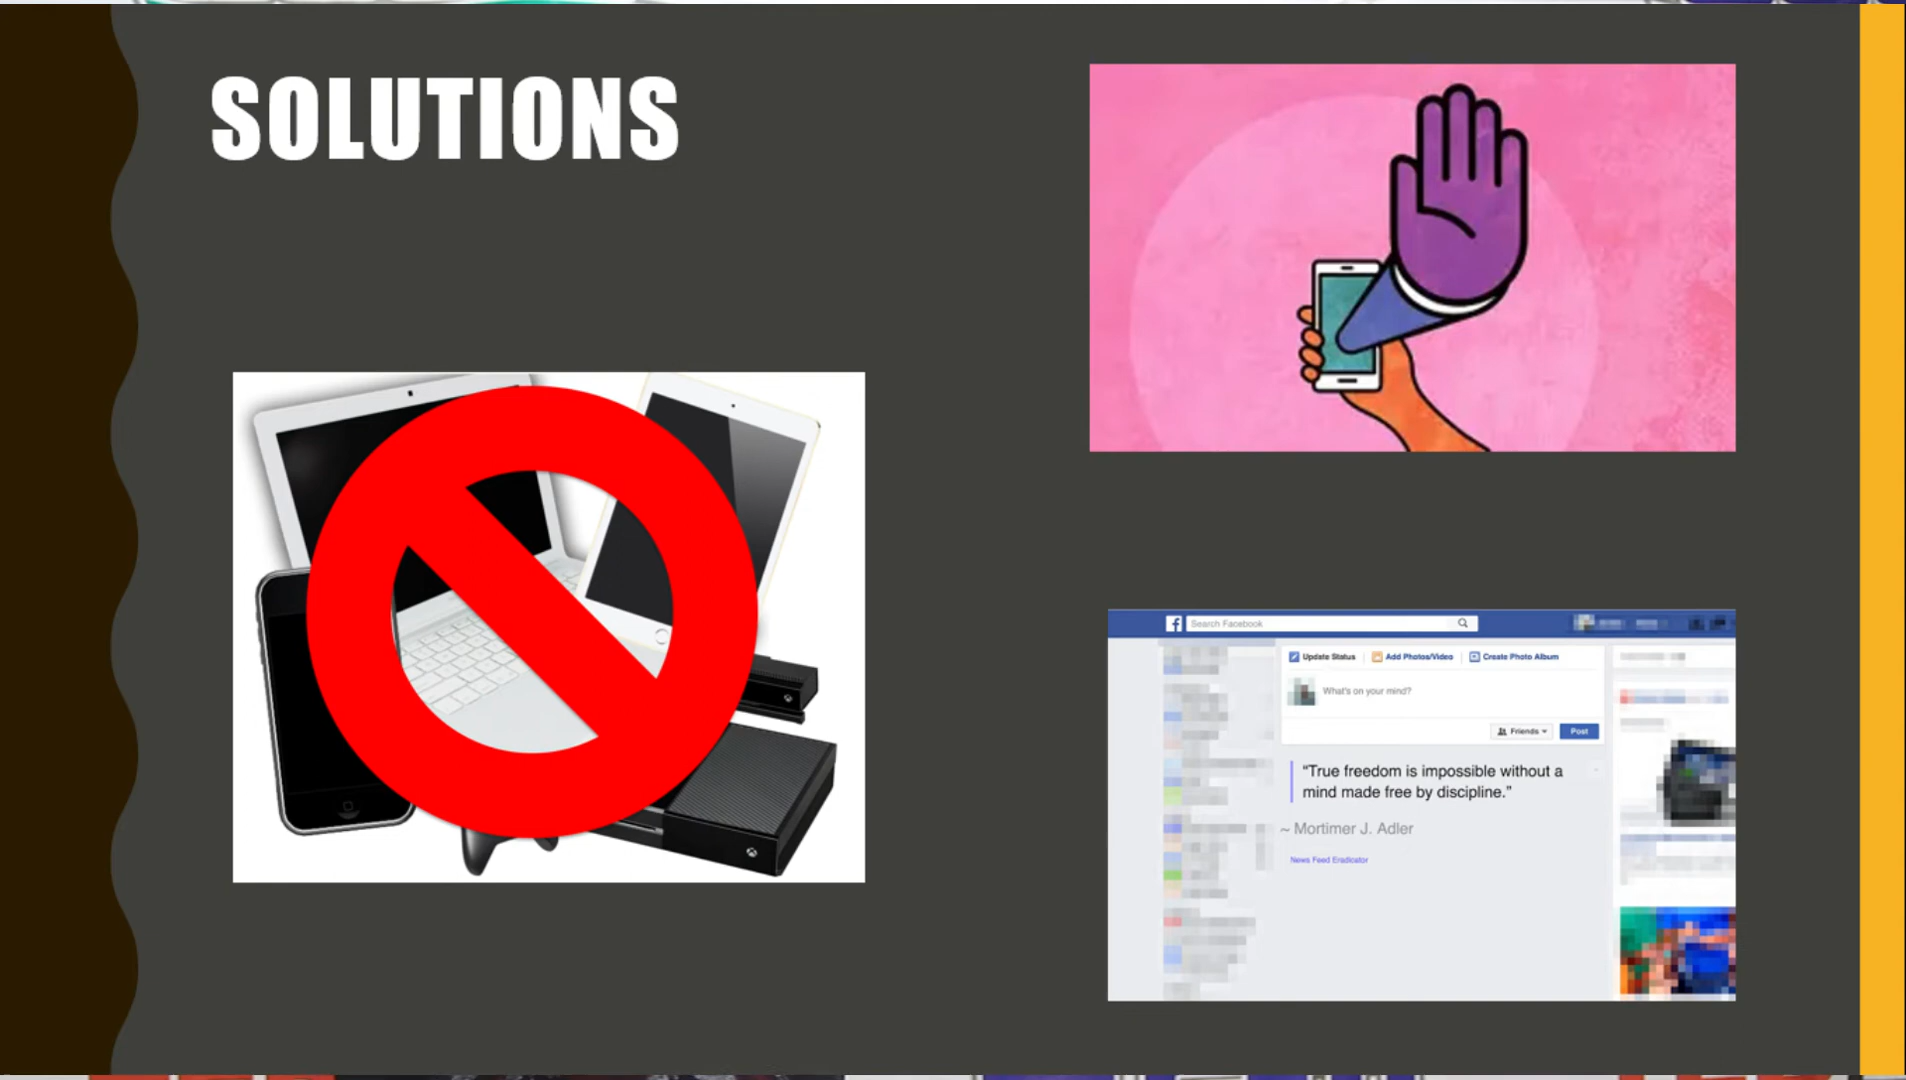 SOLUTIONS
Search Facebook
Update Status
Add Photos/Video
Create Photo Album
What's on your mind?
Friends
Post
“True freedom is impossible without a
mind made free by discipline.”
~ Mortimer J. Adler
News Feed Eradicator